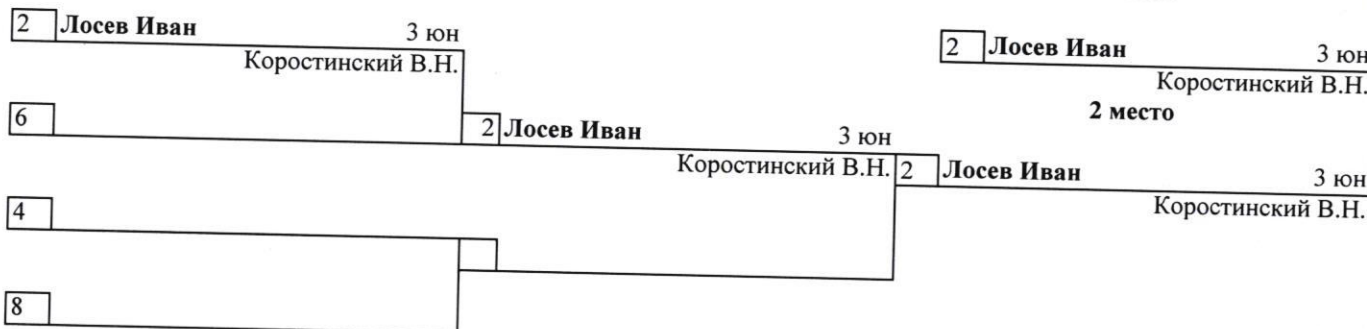 2 Лосев Иван 3 юн
Коростинский В.Н.
2 Лосев Иван 3 юн
Коростинский В.Н.
2 место
6
2 Лосев Иван 3 юн
Коростинский В.Н.
2 Лосев Иван 3 юн
Коростинский В.Н.
4
8